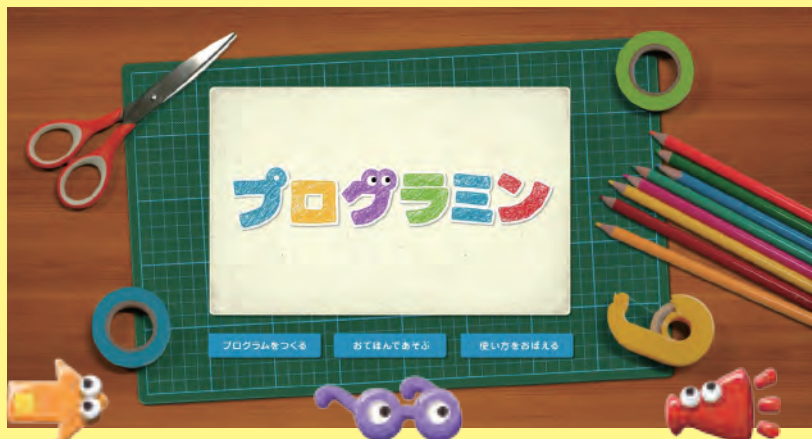 プログラミン
プログラムをつくる
おてほんであそぶ
使い方をおぼえる